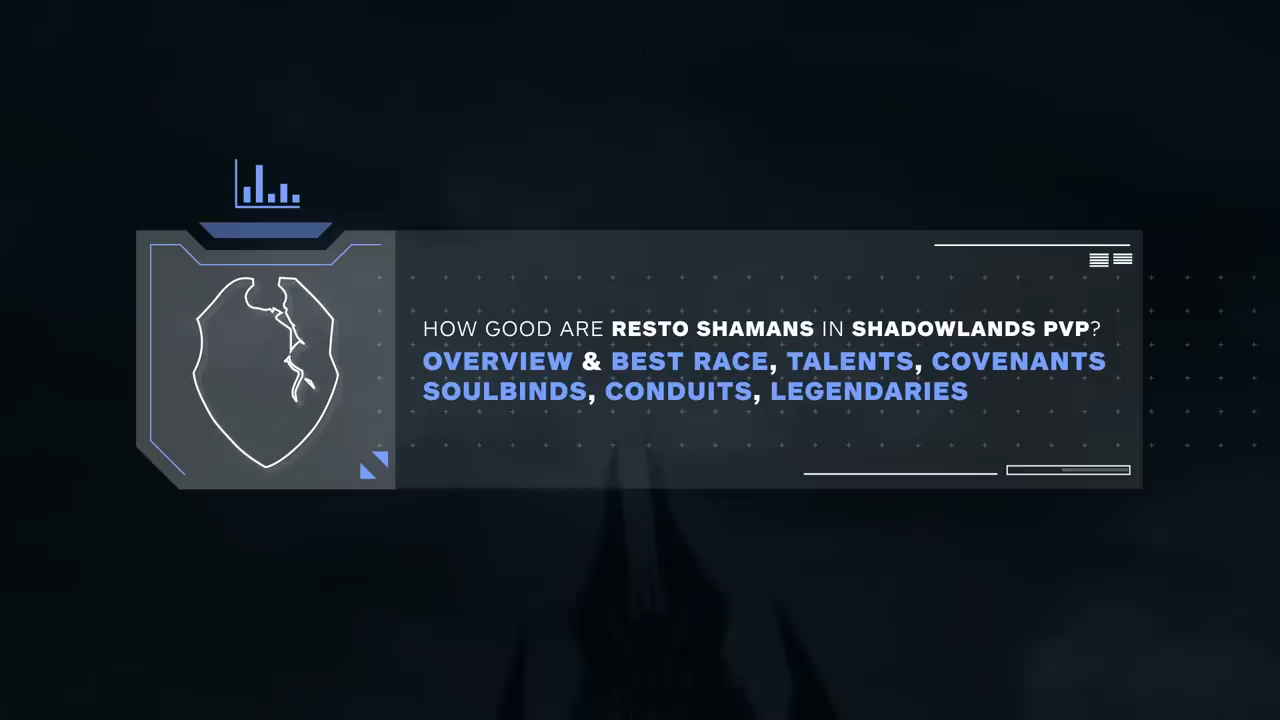 HOW GOOD ARE RESTO SHAMANS IN SHADOWLANDS PVP?
OVERVIEW & BEST RACE, TALENTS, COVENANTS
SOULBINDS, CONDUITS, LEGENDARIES